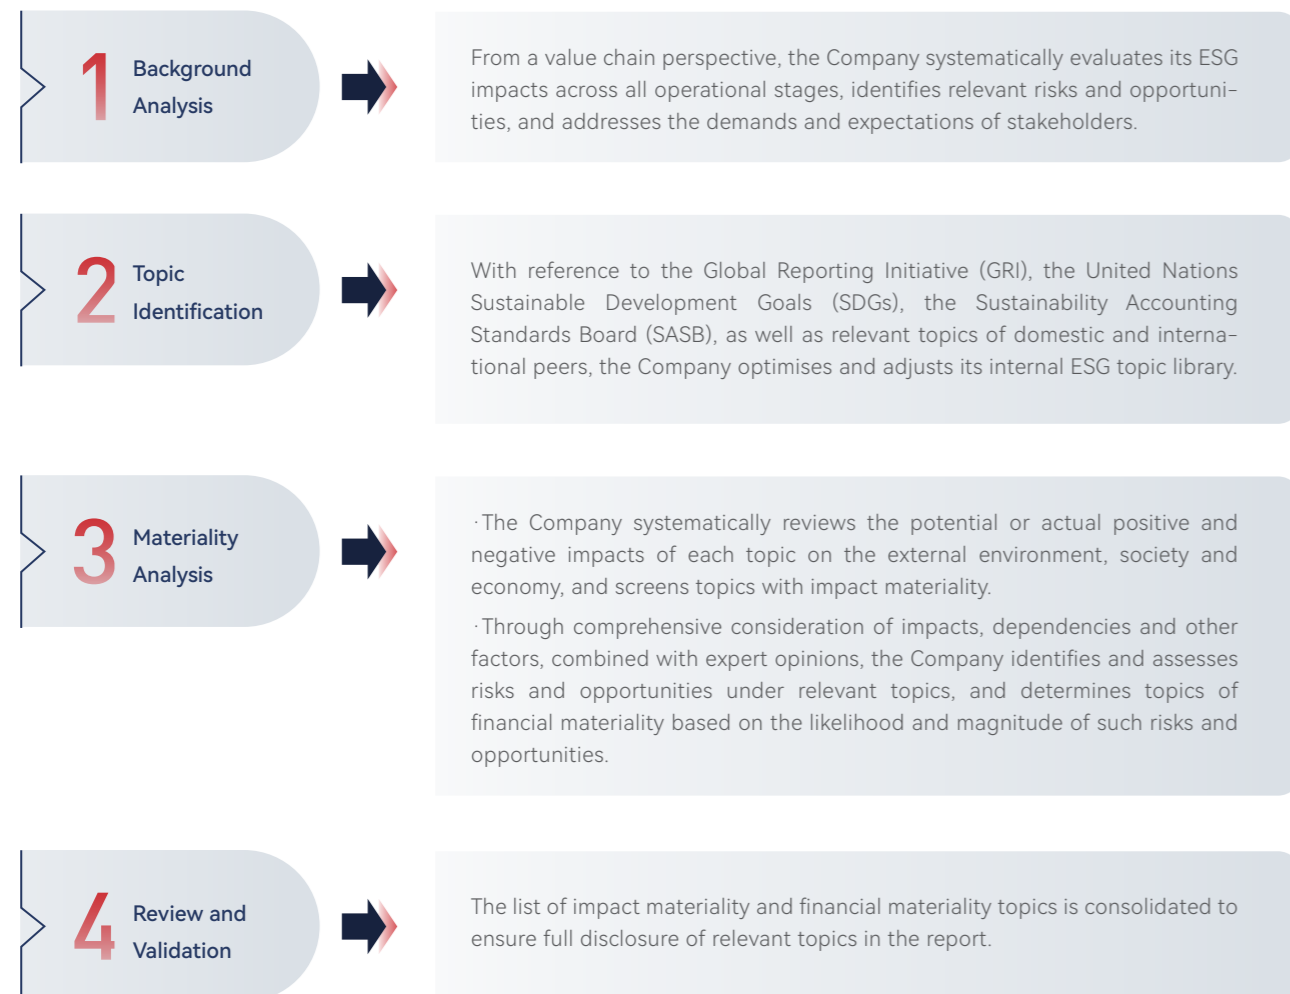 1
Background
Analysis
From a value chain perspective, the Company systematically evaluates its ESG
impacts across all operational stages, identifies relevant risks and opportuni-
ties, and addresses the demands and expectations of stakeholders.
2
Topic
Identification
With reference to the Global Reporting Initiative (GRI), the United Nations
Sustainable Development Goals (SDGs), the Sustainability Accounting
Standards Board (SASB), as well as relevant topics of domestic and interna-
tional peers, the Company optimises and adjusts its internal ESG topic library.
3
Materiality
Analysis
·The Company systematically reviews the potential or actual positive and
negative impacts of each topic on the external environment, society and
economy, and screens topics with impact materiality.
·Through comprehensive consideration of impacts, dependencies and other
factors, combined with expert opinions, the Company identifies and assesses
risks and opportunities under relevant topics, and determines topics of
financial materiality based on the likelihood and magnitude of such risks and
opportunities.
4
Review and
Validation
The list of impact materiality and financial materiality topics is consolidated to
ensure full disclosure of relevant topics in the report.